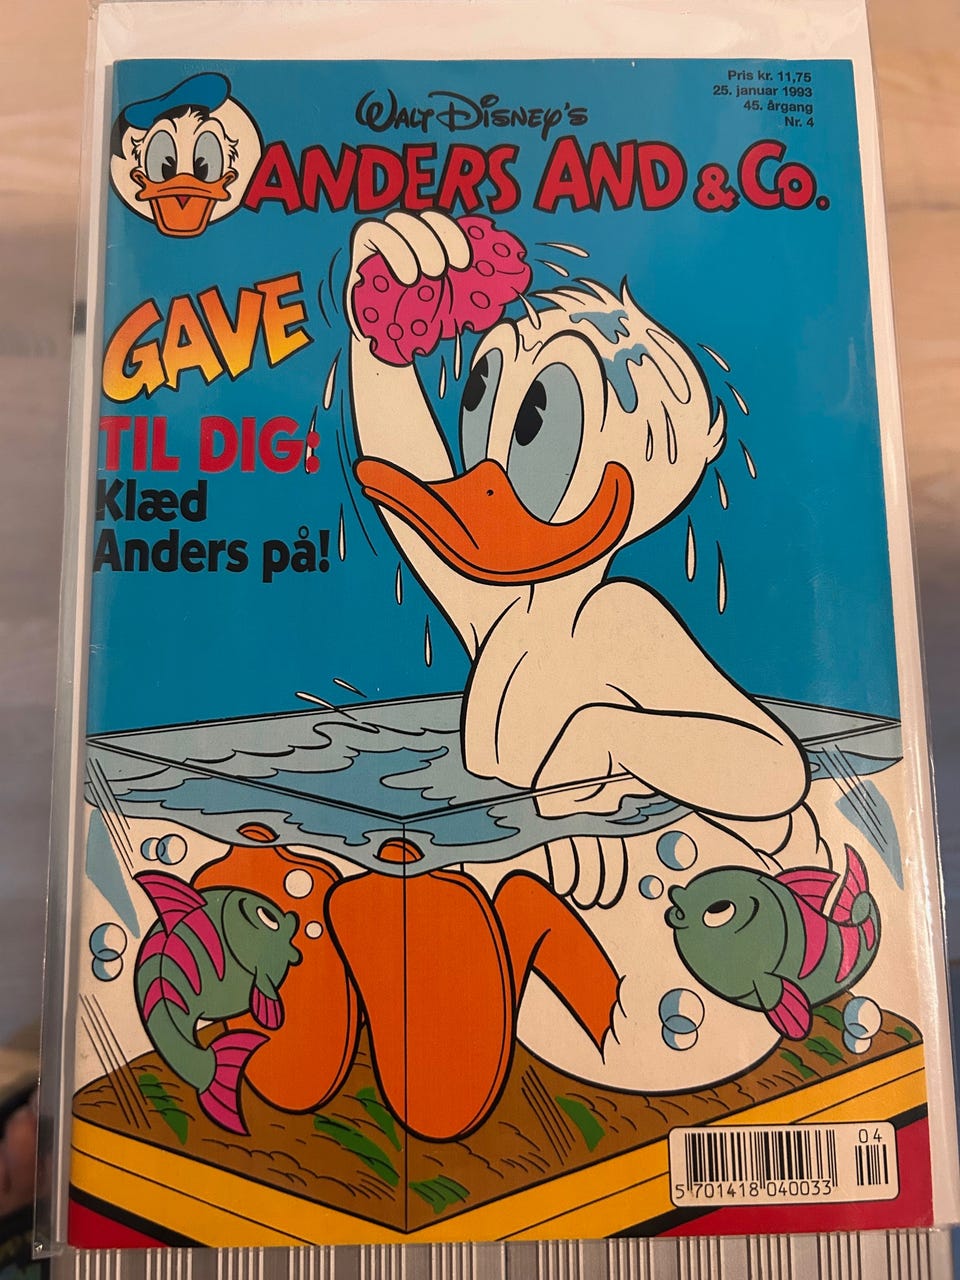 Pris kr. 11,75
25. januar 1993
45. årgang
Nr. 4
WALT DISNEY'S
ANDERS AND & CO.
GAVE
TIL DIG:
Klæd
Anders på!
04
5 701418 040033